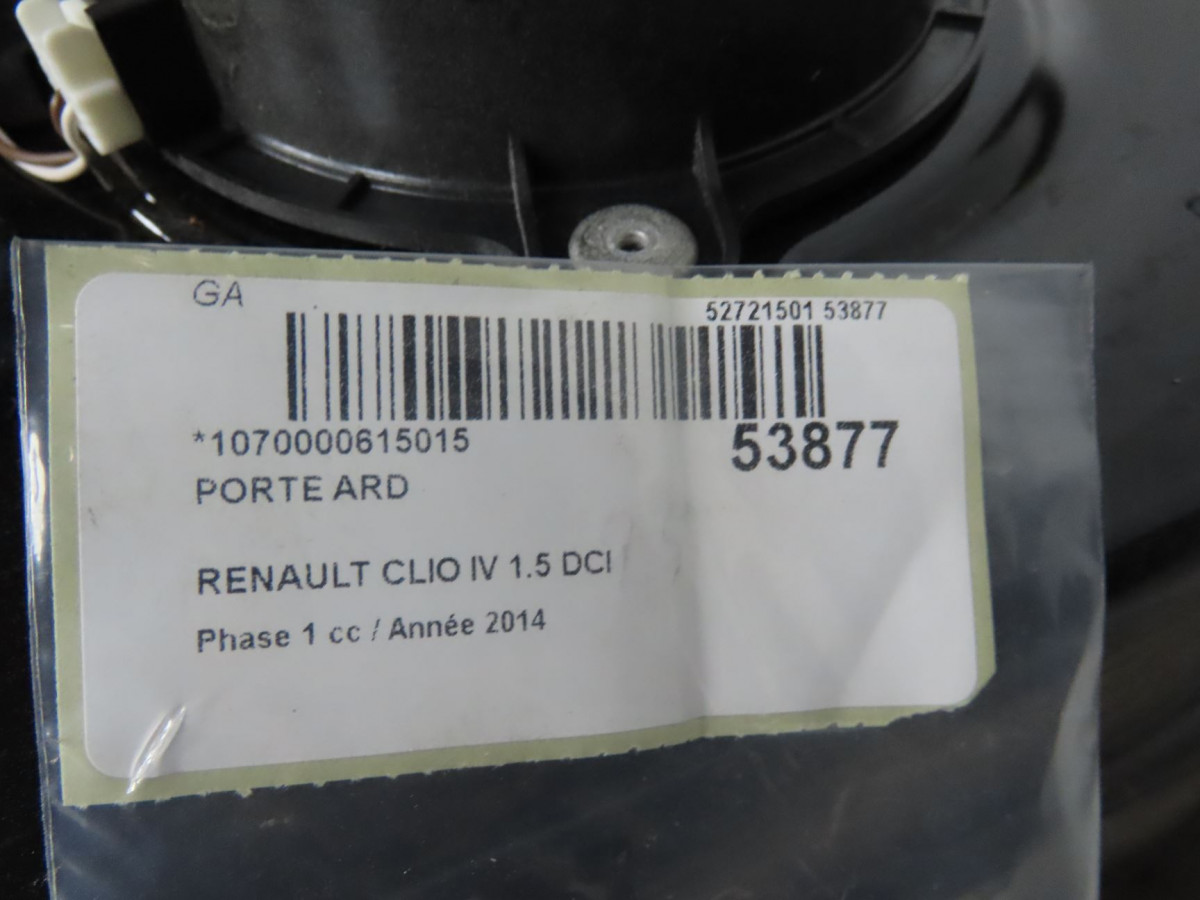 GA
52721501 53877
*1070000615015
53877
PORTE ARD
RENAULT CLIO IV 1.5 DCI
Phase 1 cc / Année 2014